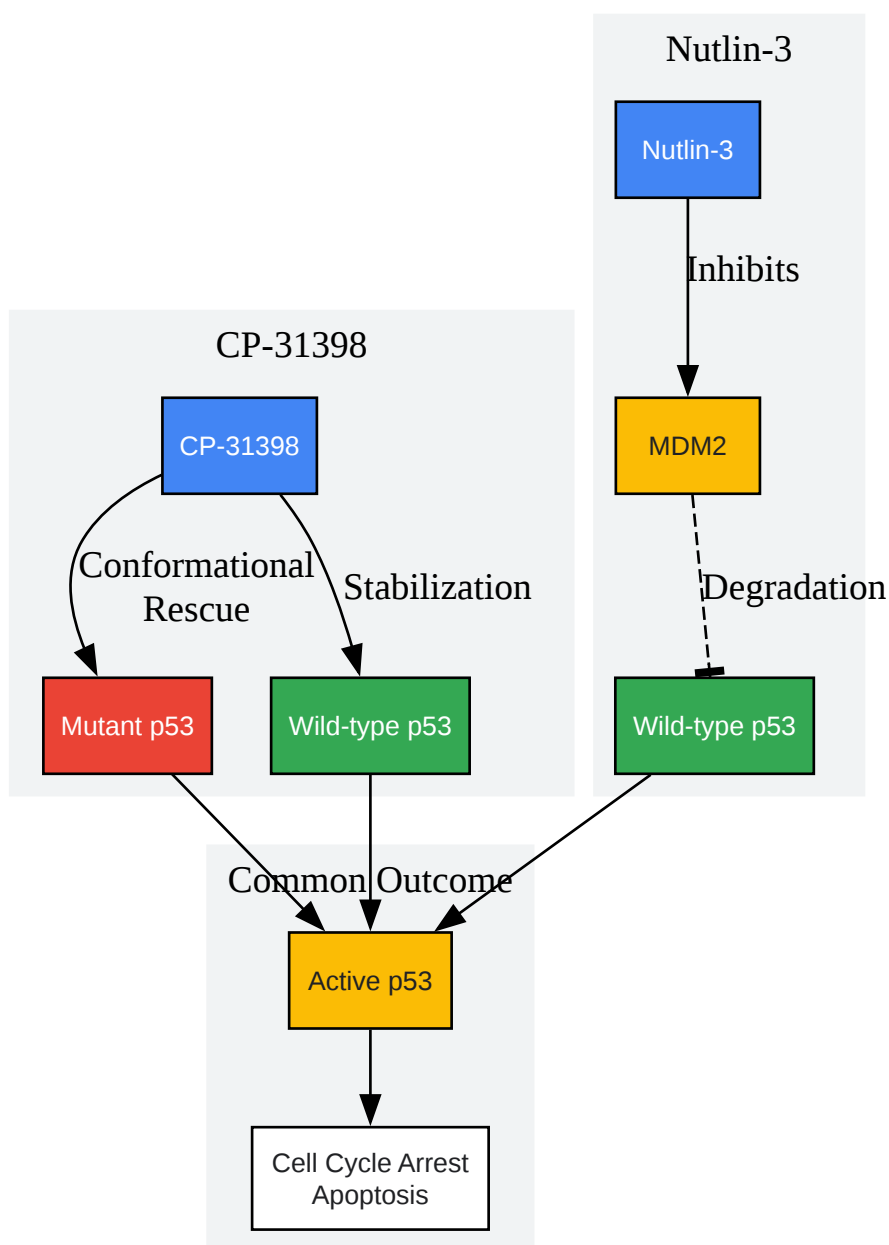 Nutlin-3
Nutlin-3
Inhibits
CP-31398
CP-31398
MDM2
Conformational
Rescue
Stabilization
Degradation
Mutant p53
Wild-type p53
Wild-type p53
Common Outcome
Active p53
Cell Cycle Arrest
Apoptosis